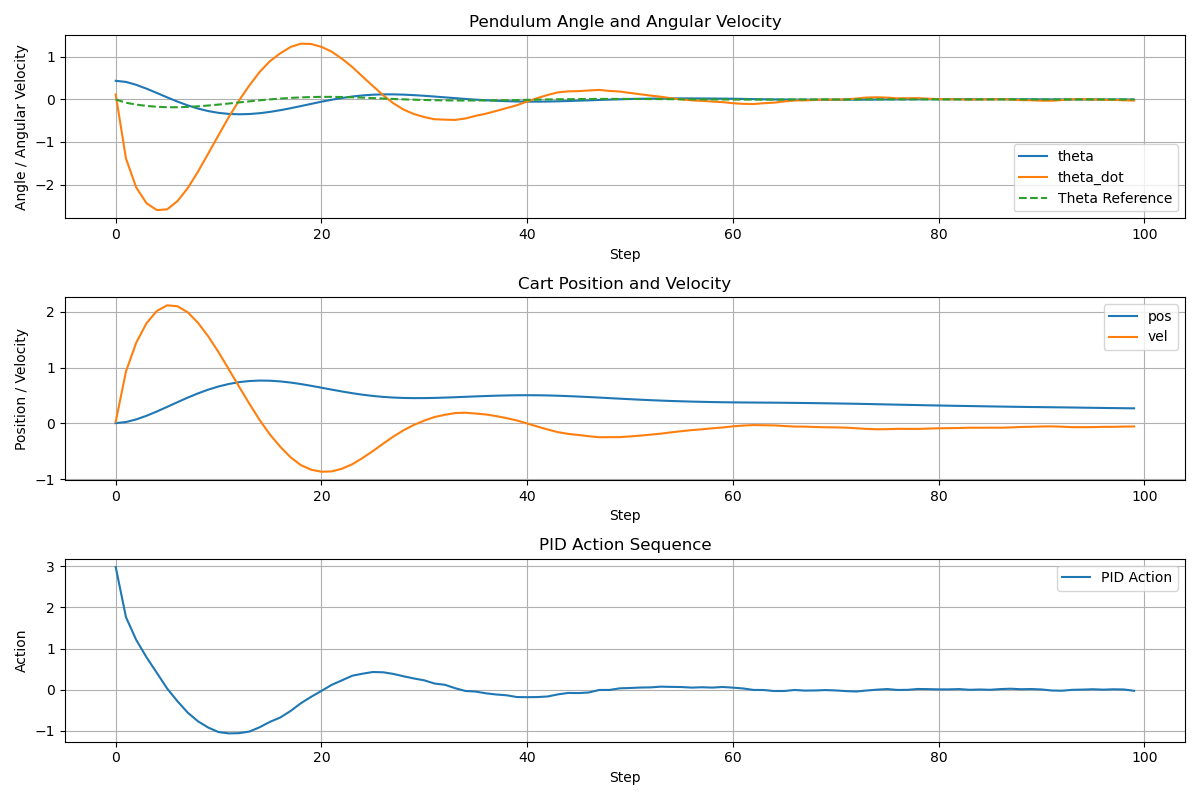 Pendulum Angle and Angular Velocity
Angle / Angular Velocity
1
0
−1
−2
theta
theta_dot
Theta Reference
0 20 40 60 80 100
Step
Cart Position and Velocity
Position / Velocity
2
1
0
−1
pos
vel
0 20 40 60 80 100
Step
PID Action Sequence
Action
3
2
1
0
−1
PID Action
0 20 40 60 80 100
Step